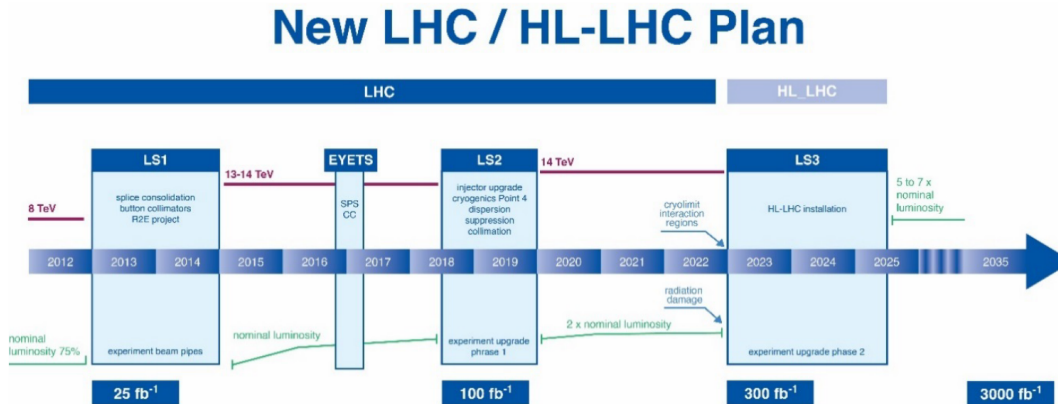 New LHC / HL-LHC Plan
LHC
HL_LHC
LS1
EYETS
LS2
LS3
13-14 TeV
14 TeV
8 TeV
splice consolidation
button collimators
R2E project
SPS
CC
injector upgrade
cryogenics Point 4
dispersion
suppression
collimation
cryolimit
interaction
regions
HL-LHC installation
5 to 7 x
nominal
luminosity
2012
2013
2014
2015
2016
2017
2018
2019
2020
2021
2022
2023
2024
2025
2035
radiation
damage
nominal
luminosity 75%
experiment beam pipes
nominal luminosity
experiment upgrade
phrase 1
2 x nominal luminosity
experiment upgrade phase 2
25 fb⁻¹
100 fb⁻¹
300 fb⁻¹
3000 fb⁻¹